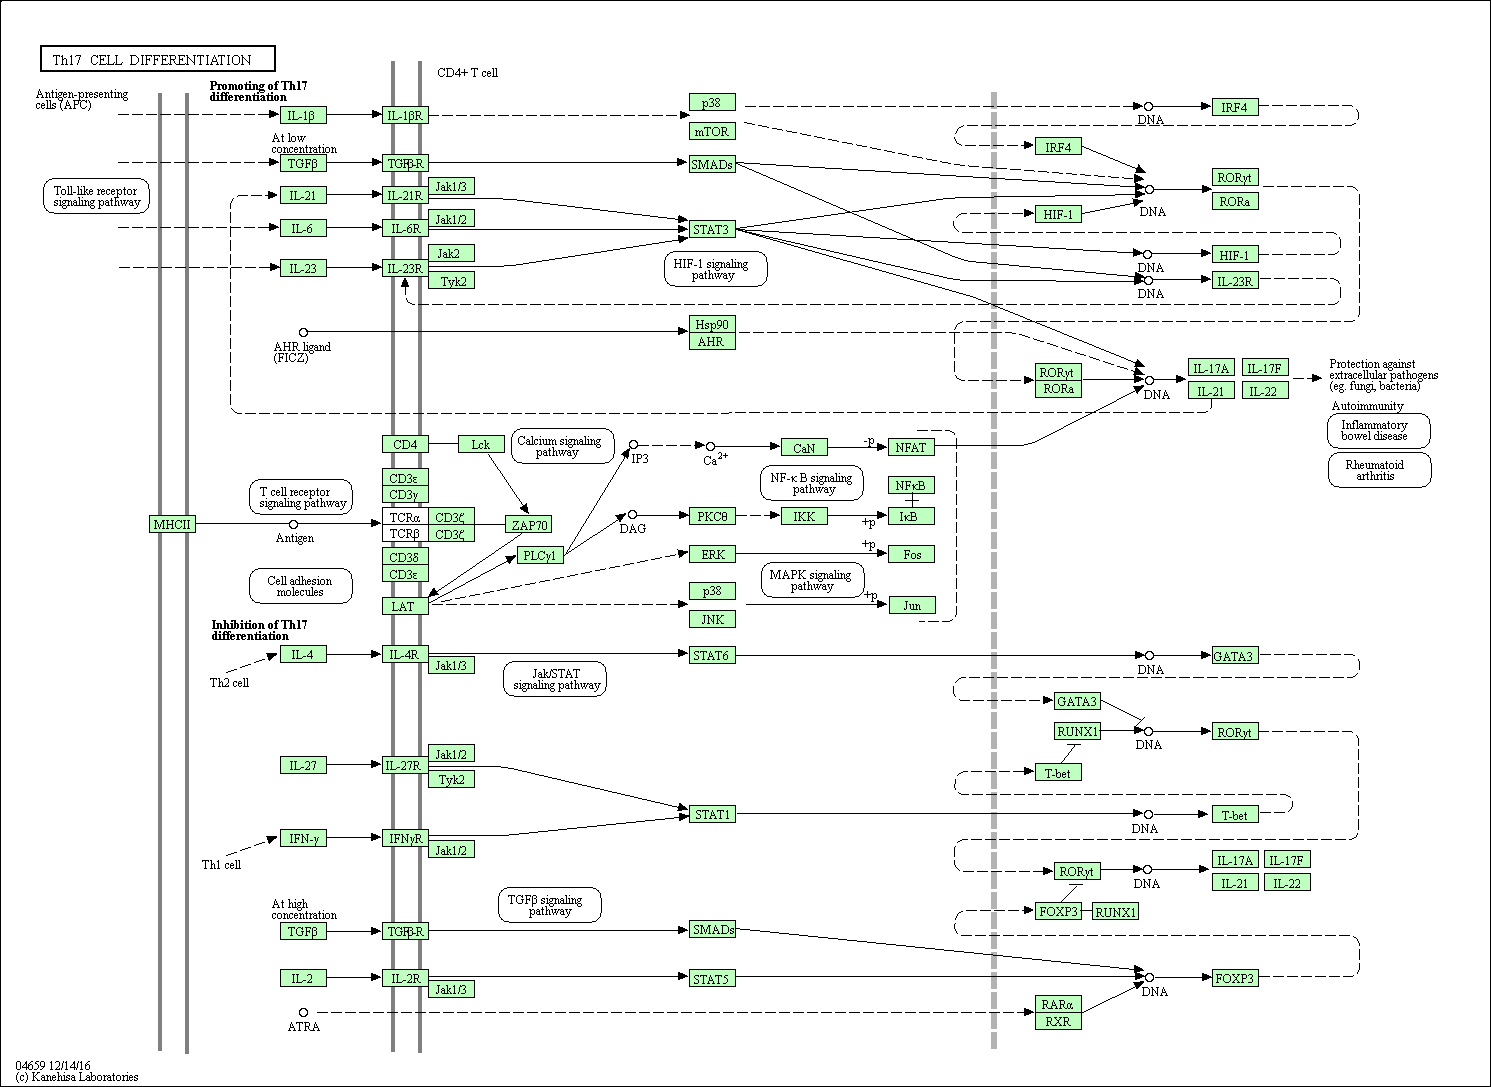 Th17 CELL DIFFERENTIATION
CD4+ T cell
Antigen-presenting
cells (APC)
Promoting of Th17
differentiation
IL-1β
IL-1βR
p38
mTOR
DNA
IRF4
At low
concentration
TGFβ
TGFβ-R
SMADs
IRF4
RORγt
RORa
Toll-like receptor
signaling pathway
IL-21
IL-21R
Jak1/3
HIF-1
DNA
IL-6
IL-6R
Jak1/2
STAT3
IL-23
IL-23R
Jak2
Tyk2
HIF-1 signaling
pathway
DNA
HIF-1
DNA
IL-23R
AHR ligand
(FICZ)
Hsp90
AHR
RORγt
RORa
DNA
IL-17A
IL-17F
IL-21
IL-22
Protection against
extracellular pathogens
(eg. fungi, bacteria)
Autoimmunity
Inflammatory
bowel disease
Rheumatoid
arthritis
CD4
Lck
Calcium signaling
pathway
IP3
Ca2+
CaN
-p
NFAT
CD3ε
CD3γ
NF-κ B signaling
pathway
NFκB
T cell receptor
signaling pathway
MHCII
Antigen
TCRα
TCRβ
CD3ζ
CD3ζ
ZAP70
DAG
PKCθ
IKK
+p
IκB
CD3δ
CD3ε
PLCγ1
ERK
+p
Fos
Cell adhesion
molecules
LAT
p38
JNK
MAPK signaling
pathway
+p
Jun
Inhibition of Th17
differentiation
Th2 cell
IL-4
IL-4R
Jak1/3
Jak/STAT
signaling pathway
STAT6
DNA
GATA3
GATA3
RUNX1
DNA
RORγt
T-bet
IL-27
IL-27R
Jak1/2
Tyk2
STAT1
DNA
T-bet
Th1 cell
IFN-γ
IFNγR
Jak1/2
RORγt
DNA
IL-17A
IL-17F
IL-21
IL-22
FOXP3
RUNX1
At high
concentration
TGFβ
TGFβ-R
TGFβ signaling
pathway
SMADs
IL-2
IL-2R
Jak1/3
STAT5
DNA
FOXP3
ATRA
RARα
RXR
04659 12/14/16
(c) Kanehisa Laboratories